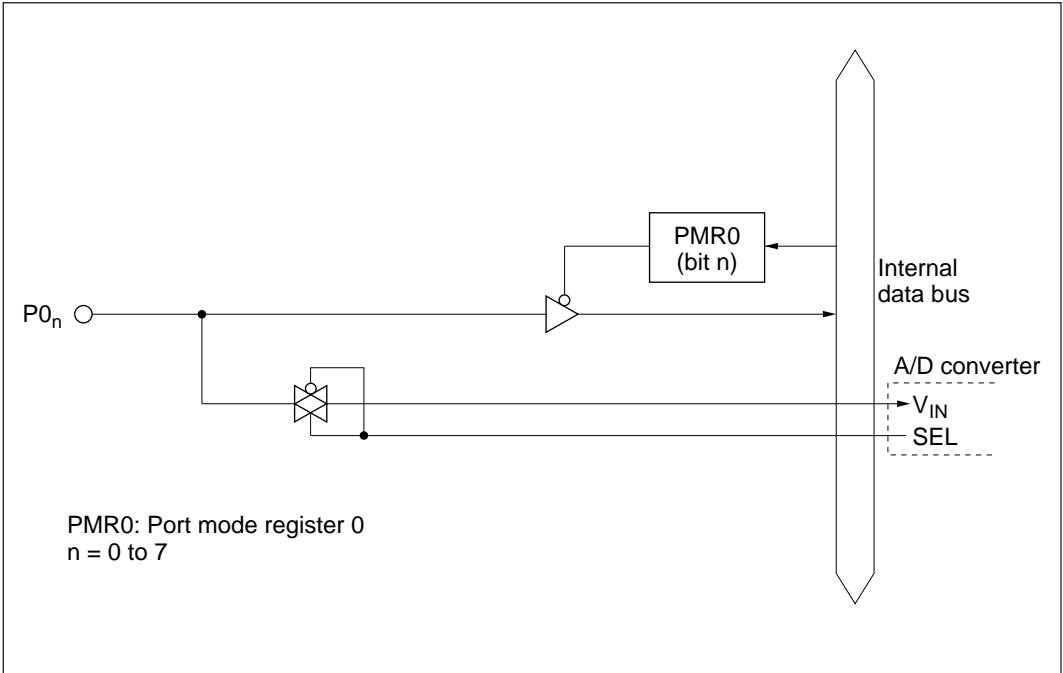 PMR0
(bit n)
Internal
data bus
P0n
A/D converter
VIN
SEL
PMR0: Port mode register 0
n = 0 to 7